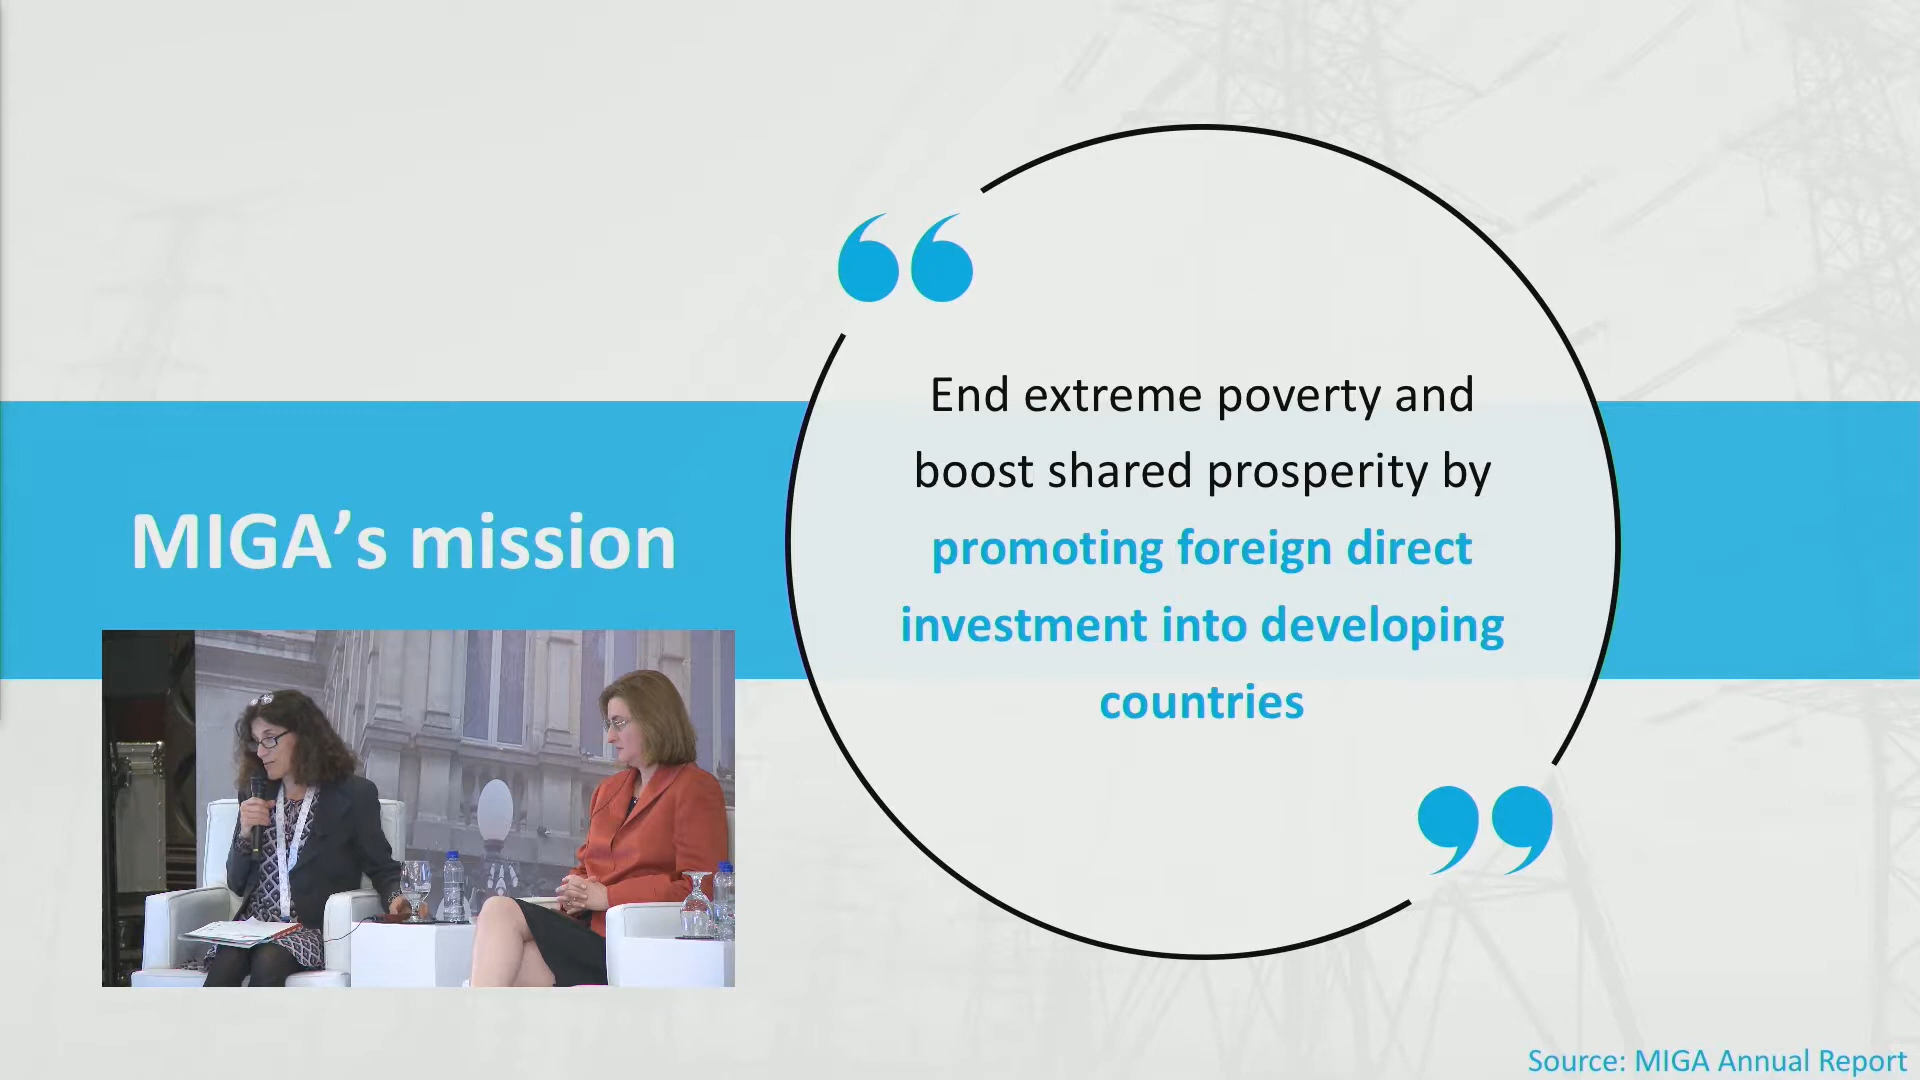 MIGA’s mission
End extreme poverty and
boost shared prosperity by
promoting foreign direct
investment into developing
countries
Source: MIGA Annual Report